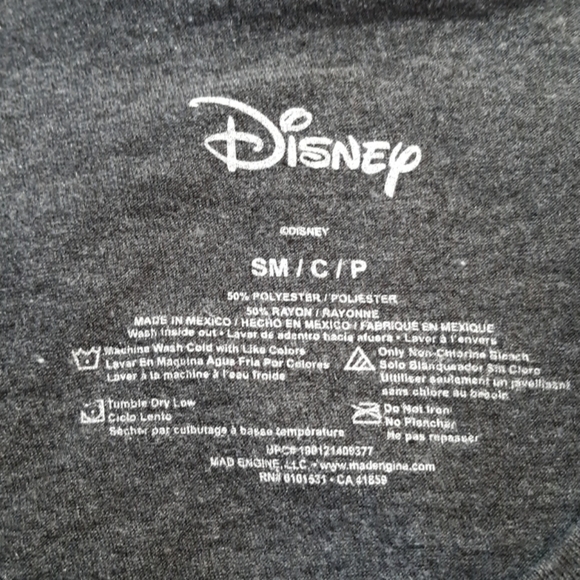 Disney
©DISNEY
SM / C / P
50% POLYESTER / POLIESTER
50% RAYON / RAYONNE
MADE IN MEXICO / HECHO EN MEXICO / FABRIQUE EN MEXIQUE
Wash inside out • Lavar de adentro hacia afuera • Laver à l'envers
Machine Wash Cold with Like Colors
Lavar En Maquina Agua Fria Por Colores
Laver à la machine à l'eau froide
Only Non-Chlorine Bleach
Solo Blanqueador Sin Cloro
Utiliser seulement un javellisant
sans chlore au besoin
Tumble Dry Low
Ciclo Lento
Sécher par culbutage à basse température
Do Not Iron
No Planchar
Ne pas repasser
UPC# 190121409377
MAD ENGINE, LLC. • www.madengine.com
RN# 0101531 • CA 41859